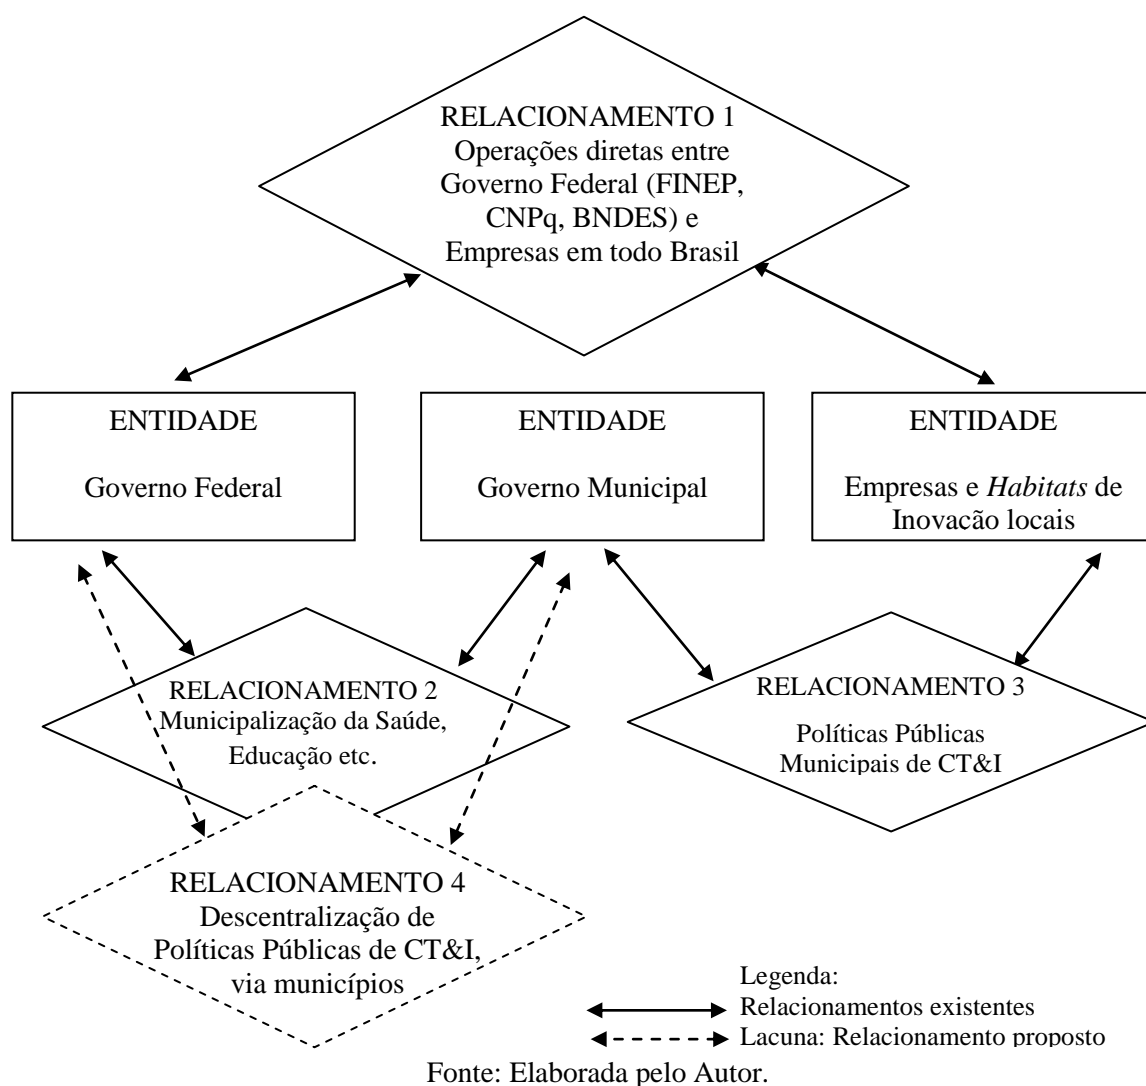 RELACIONAMENTO 1
Operações diretas entre
Governo Federal (FINEP,
CNPq, BNDES) e
Empresas em todo Brasil
ENTIDADE
Governo Federal
ENTIDADE
Governo Municipal
ENTIDADE
Empresas e Habitats de
Inovacão locais
RELACIONAMENTO 2
Municipalização da Saúde,
Educação etc.
RELACIONAMENTO 3
Políticas Públicas
Municipais de CT&I
RELACIONAMENTO 4
Descentralização de
Políticas Públicas de CT&I,
via municípios
Legenda:
Relacionamentos existentes
Lacuna: Relacionamento proposto
Fonte: Elaborada pelo Autor.